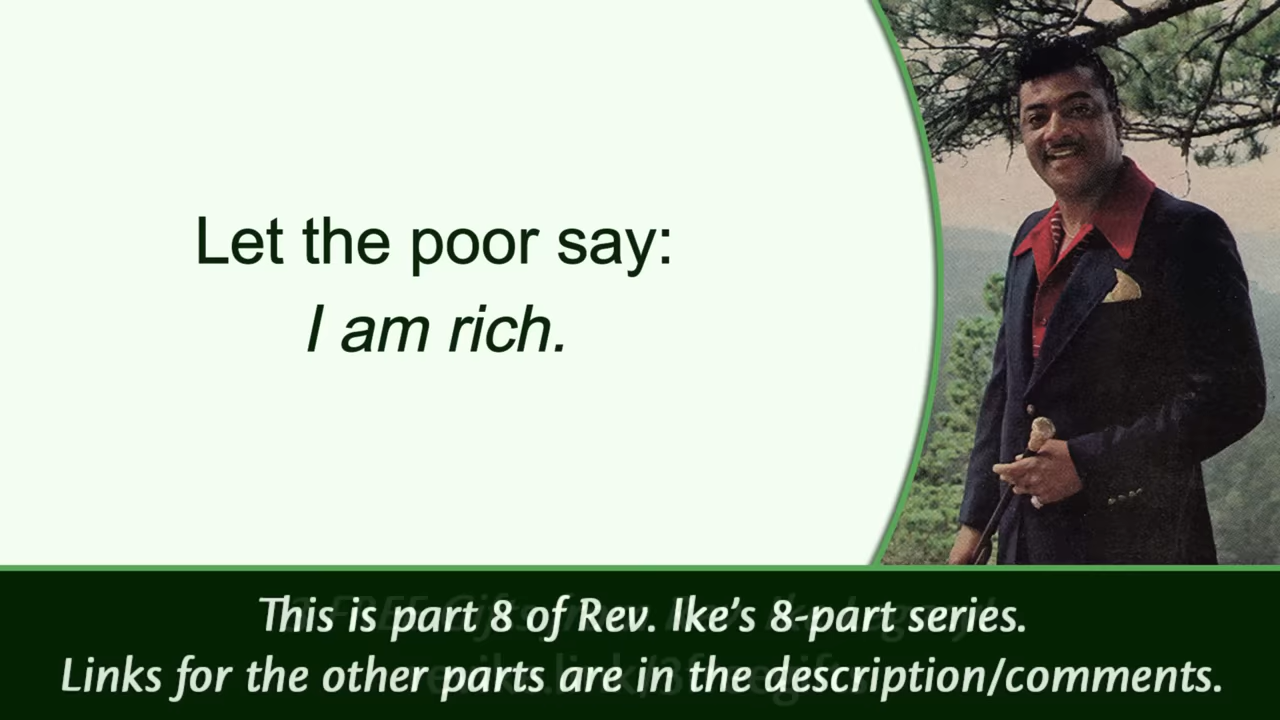 Let the poor say:
I am rich.
This is part 8 of Rev. Ike's 8-part series.
Links for the other parts are in the description/comments.